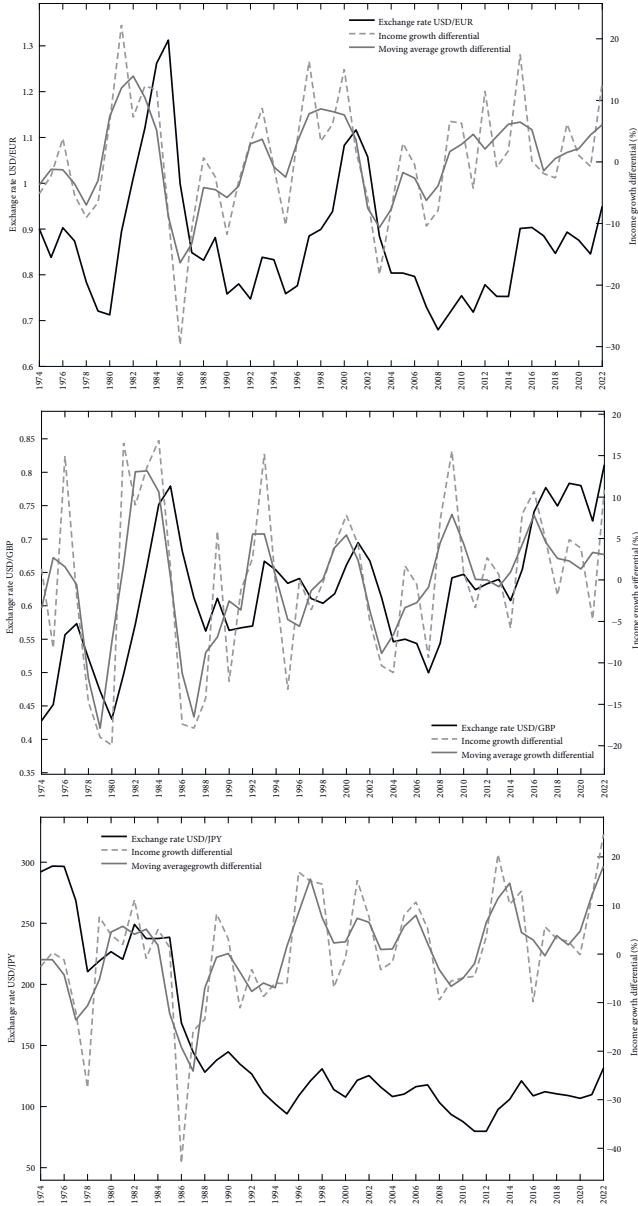 Exchange rate USD/EUR
Income growth differential
Moving average growth differential
1.3
1.2
1.1
1
0.9
0.8
0.7
0.6
Exchange rate USD/EUR
20
10
0
−10
−20
−30
Income growth differential (%)
1974 1976 1978 1980 1982 1984 1986 1988 1990 1992 1994 1996 1998 2000 2002 2004 2006 2008 2010 2012 2014 2016 2018 2020 2022
0.85
0.8
0.75
0.7
0.65
0.6
0.55
0.5
0.45
0.4
0.35
Exchange rate USD/GBP
20
15
10
5
0
−5
−10
−15
−20
Income growth differential (%)
Exchange rate USD/GBP
Income growth differential
Moving average growth differential
1974 1976 1978 1980 1982 1984 1986 1988 1990 1992 1994 1996 1998 2000 2002 2004 2006 2008 2010 2012 2014 2016 2018 2020 2022
Exchange rate USD/JPY
Income growth differential
Moving averagegrowth differential
300
250
200
150
100
50
Exchange rate USD/JPY
20
10
0
−10
−20
−30
−40
Income growth differential (%)
1974 1976 1978 1980 1982 1984 1986 1988 1990 1992 1994 1996 1998 2000 2002 2004 2006 2008 2010 2012 2014 2016 2018 2020 2022